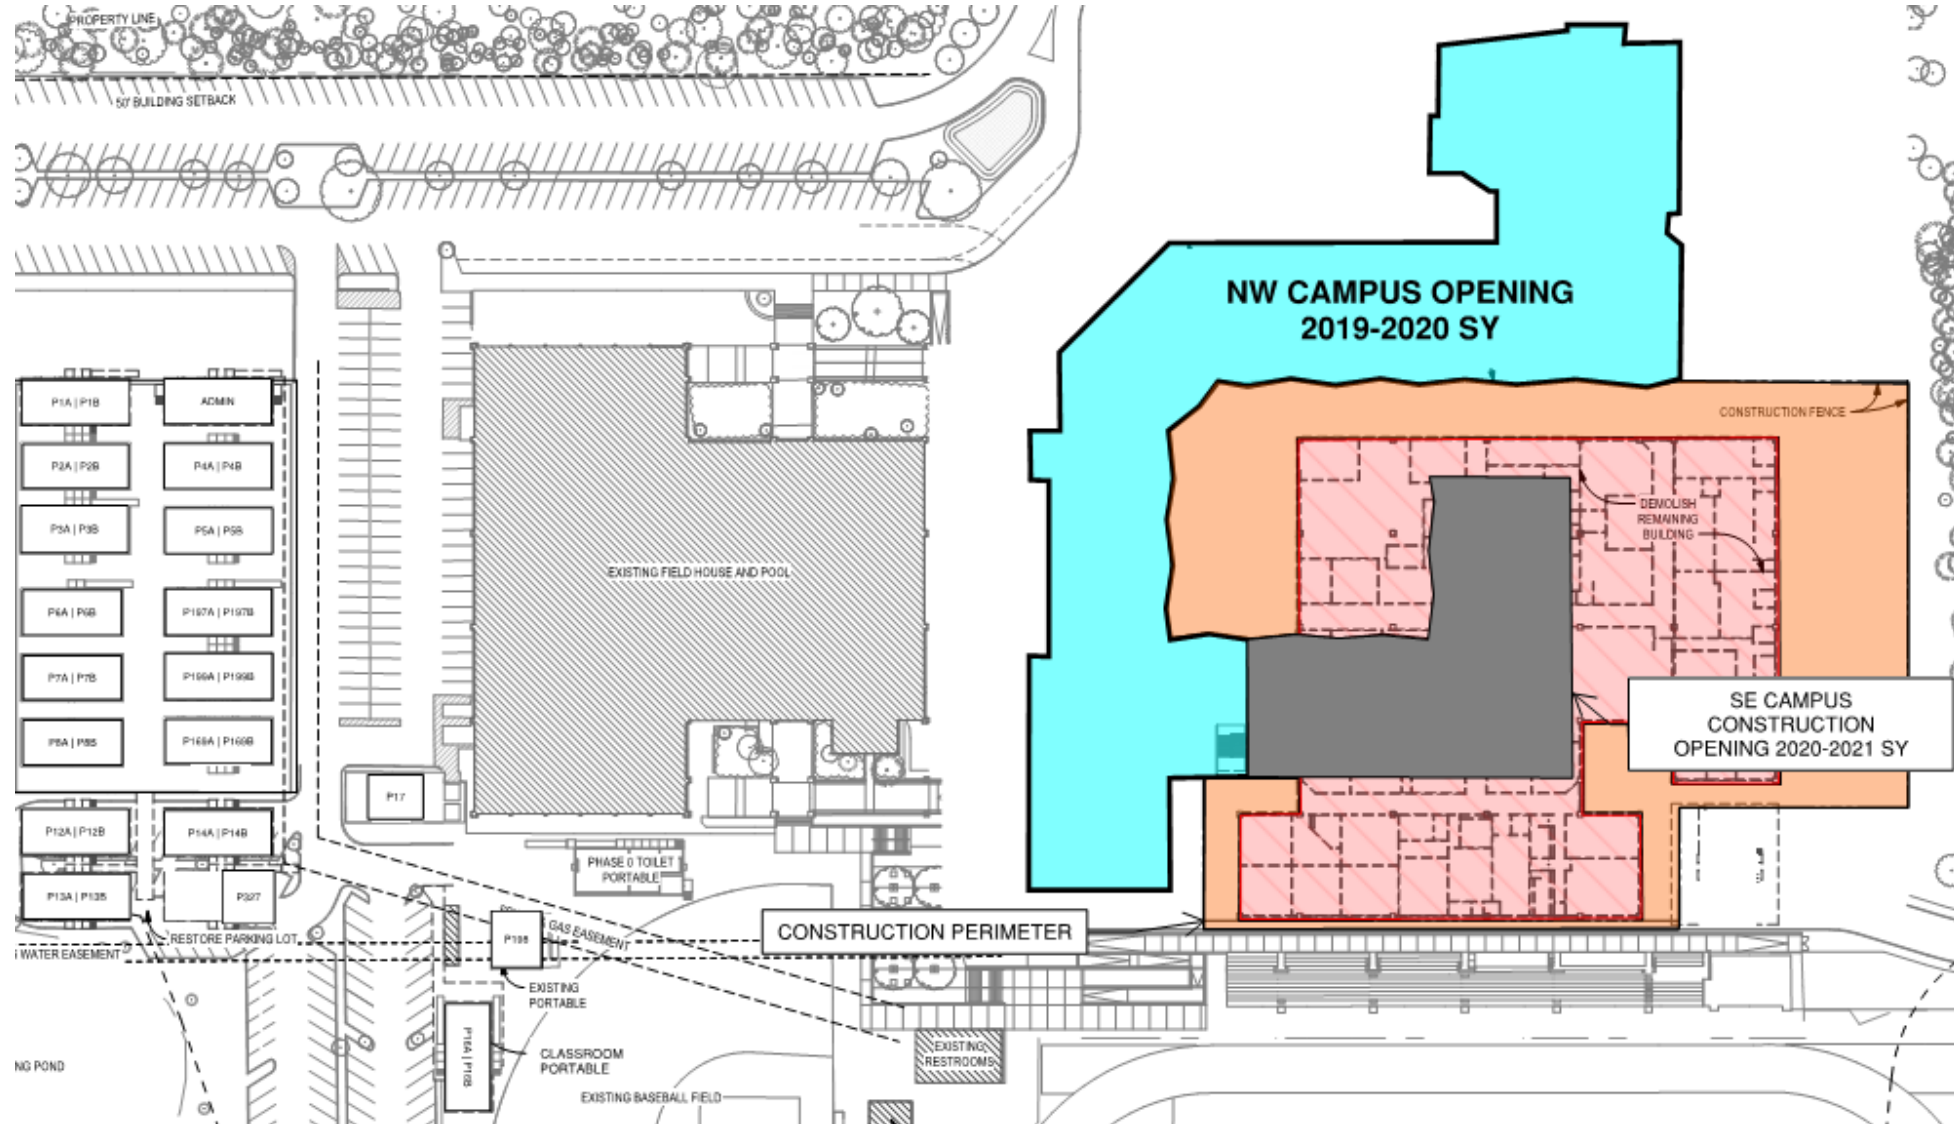 PROPERTY LINE
50' BUILDING SETBACK
NW CAMPUS OPENING
2019-2020 SY
CONSTRUCTION FENCE
P1A | P1B
ADMIN
P2A | P2B
P4A | P4B
P3A | P3B
P5A | P5B
DEMOLISH
REMAINING
BUILDING
EXISTING FIELD HOUSE AND POOL
P6A | P6B
P197A | P197B
P7A | P7B
P199A | P199B
SE CAMPUS
CONSTRUCTION
OPENING 2020-2021 SY
P8A | P8B
P169A | P169B
P17
P12A | P12B
P14A | P14B
PHASE 0 TOILET
PORTABLE
P13A | P13B
P327
GAS EASEMENT
CONSTRUCTION PERIMETER
RESTORE PARKING LOT
P198
WATER EASEMENT
EXISTING
PORTABLE
P16A | P16B
CLASSROOM
PORTABLE
EXISTING
RESTROOMS
NG POND
EXISTING BASEBALL FIELD